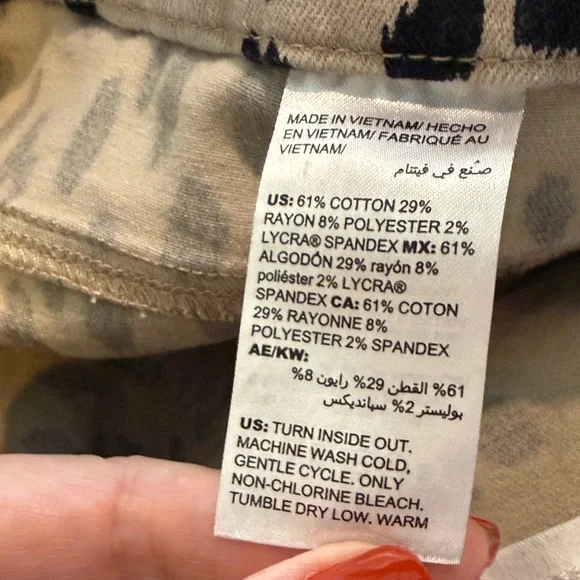 MADE IN VIETNAM/ HECHO
EN VIETNAM/ FABRIQUÉ AU
VIETNAM/
صنع في فيتنام
US: 61% COTTON 29%
RAYON 8% POLYESTER 2%
LYCRA® SPANDEX MX: 61%
ALGODÓN 29% rayón 8%
poliéster 2% LYCRA®
SPANDEX CA: 61% COTON
29% RAYONNE 8%
POLYESTER 2% SPANDEX
AE/KW:
61% القطن 29% رايون 8%
بوليستر 2% سبانديكس
US: TURN INSIDE OUT.
MACHINE WASH COLD,
GENTLE CYCLE. ONLY
NON-CHLORINE BLEACH.
TUMBLE DRY LOW. WARM